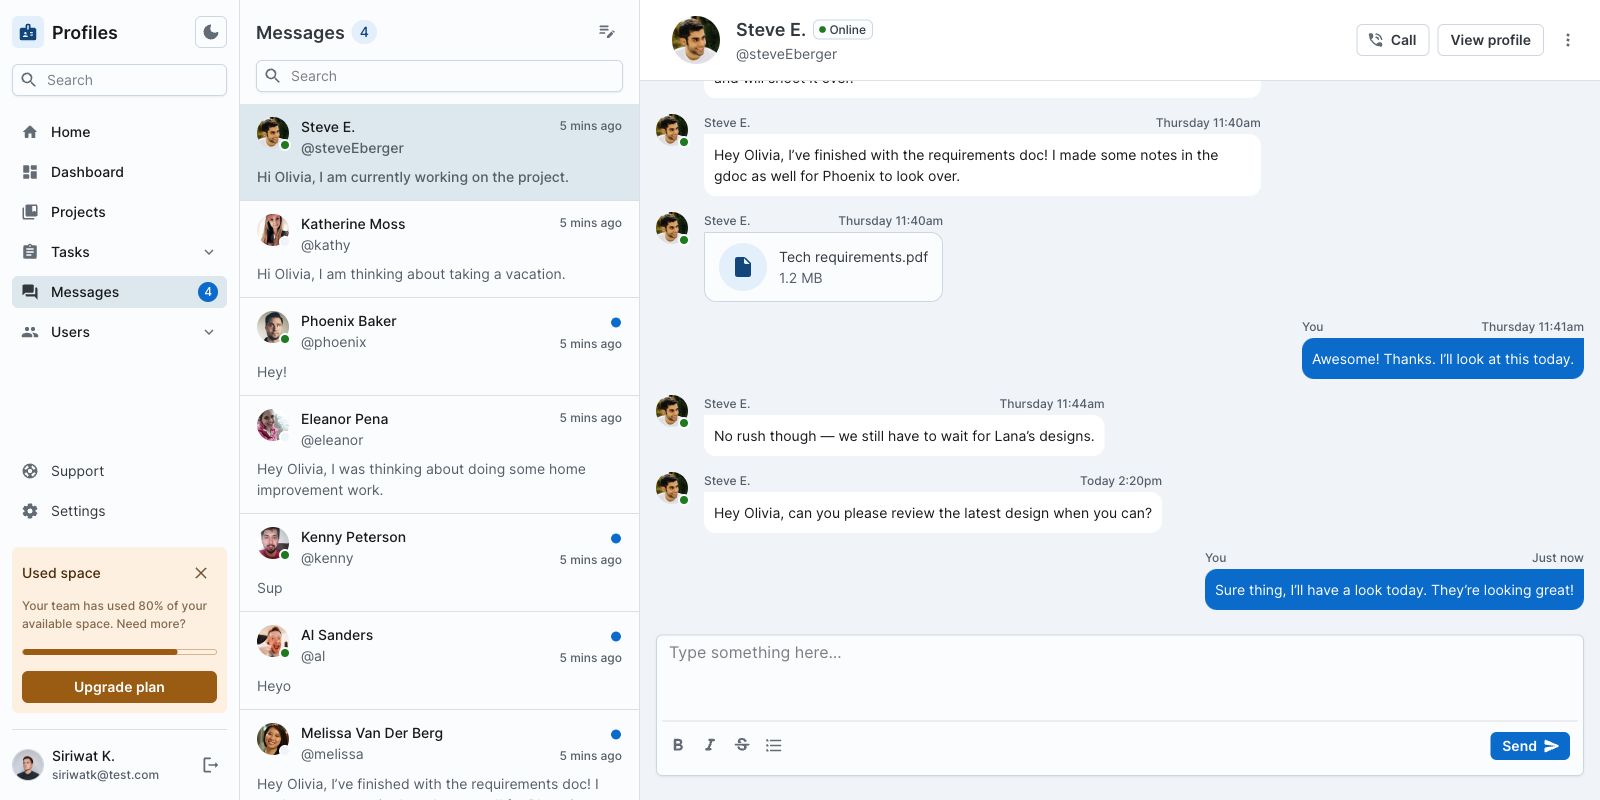 Profiles
Search
Home
Dashboard
Projects
Tasks
Messages
4
Users
Support
Settings
Used space
Your team has used 80% of your
available space. Need more?
Upgrade plan
Siriwat K.
siriwatk@test.com
Messages 4
Search
Steve E.
5 mins ago
@steveEberger
Hi Olivia, I am currently working on the project.
Katherine Moss
5 mins ago
@kathy
Hi Olivia, I am thinking about taking a vacation.
Phoenix Baker
@phoenix
5 mins ago
Hey!
Eleanor Pena
5 mins ago
@eleanor
Hey Olivia, I was thinking about doing some home
improvement work.
Kenny Peterson
@kenny
5 mins ago
Sup
Al Sanders
@al
5 mins ago
Heyo
Melissa Van Der Berg
@melissa
5 mins ago
Hey Olivia, I’ve finished with the requirements doc! I
Steve E. Online
@steveEberger
Call
View profile
and will shoot it over.
Steve E. Thursday 11:40am
Hey Olivia, I’ve finished with the requirements doc! I made some notes in the
gdoc as well for Phoenix to look over.
Steve E. Thursday 11:40am
Tech requirements.pdf
1.2 MB
You Thursday 11:41am
Awesome! Thanks. I’ll look at this today.
Steve E. Thursday 11:44am
No rush though — we still have to wait for Lana’s designs.
Steve E. Today 2:20pm
Hey Olivia, can you please review the latest design when you can?
You Just now
Sure thing, I’ll have a look today. They’re looking great!
Type something here…
B I S
Send